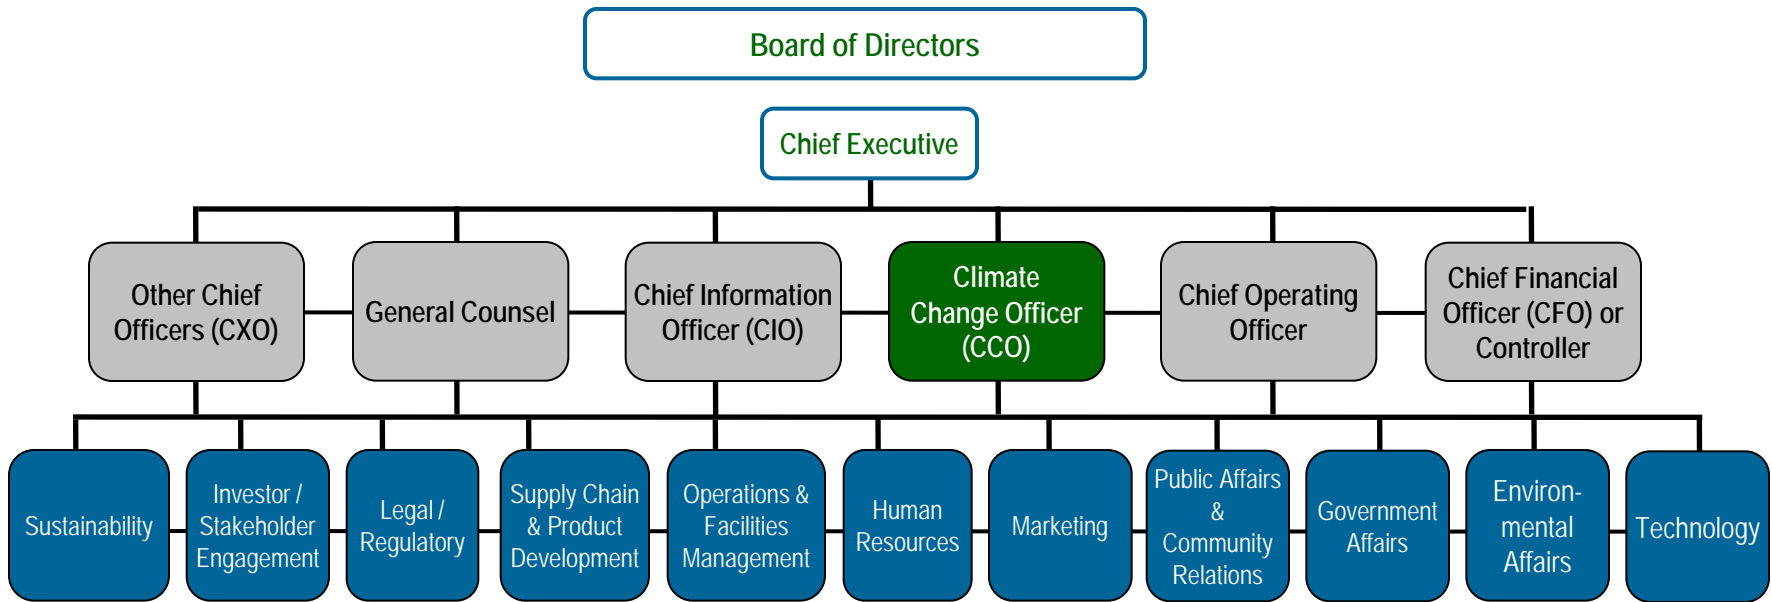 Board of Directors
Chief Executive
Other Chief
Officers (CXO)
General Counsel
Chief Information
Officer (CIO)
Climate
Change Officer
(CCO)
Chief Operating
Officer
Chief Financial
Officer (CFO) or
Controller
Sustainability
Investor /
Stakeholder
Engagement
Legal /
Regulatory
Supply Chain
& Product
Development
Operations &
Facilities
Management
Human
Resources
Marketing
Public Affairs
&
Community
Relations
Government
Affairs
Environ-
mental
Affairs
Technology